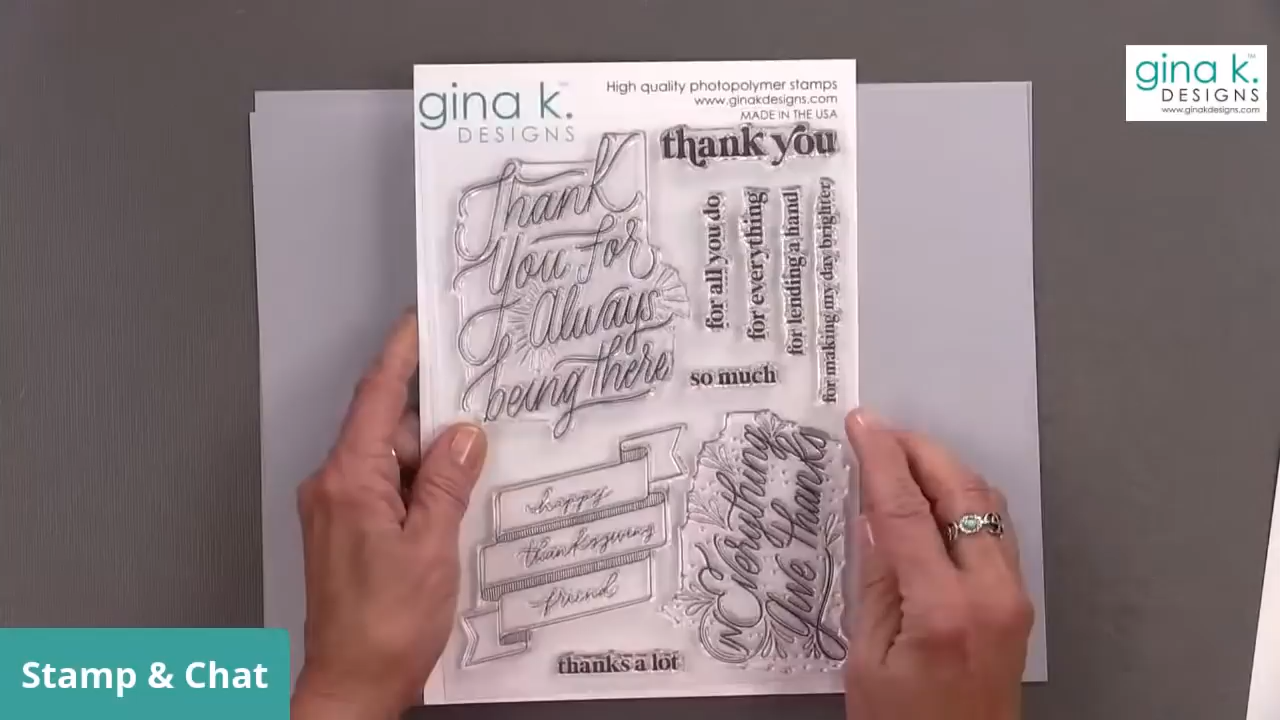 gina k.
DESIGNS
High quality photopolymer stamps
www.ginakdesigns.com
MADE IN THE USA
thank you
Thank
You for
Always
being there
for all you do
for everything
for lending a hand
for making my day brighter
so much
happy
thanksgiving
friend
In Everything
Give Thanks
thanks a lot
gina k.™
DESIGNS
www.ginakdesigns.com
Stamp & Chat